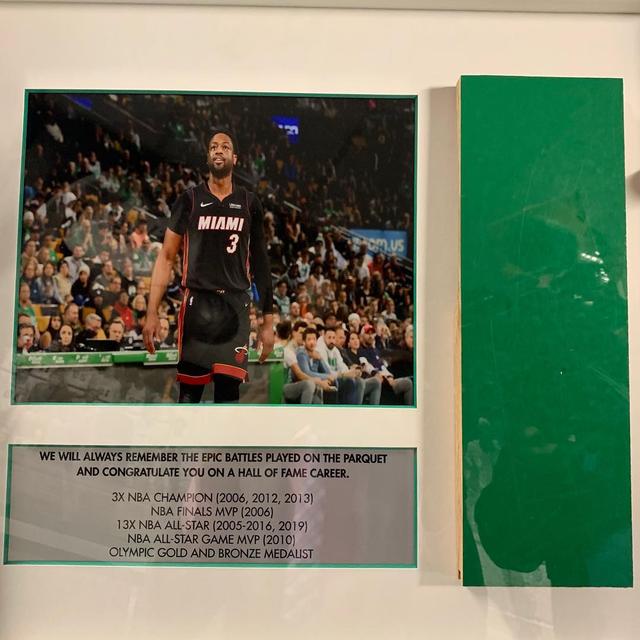 MIAMI
3
com.us
WE WILL ALWAYS REMEMBER THE EPIC BATTLES PLAYED ON THE PARQUET
AND CONGRATULATE YOU ON A HALL OF FAME CAREER.
3X NBA CHAMPION (2006, 2012, 2013)
NBA FINALS MVP (2006)
13X NBA ALL-STAR (2005-2016, 2019)
NBA ALL-STAR GAME MVP (2010)
OLYMPIC GOLD AND BRONZE MEDALIST